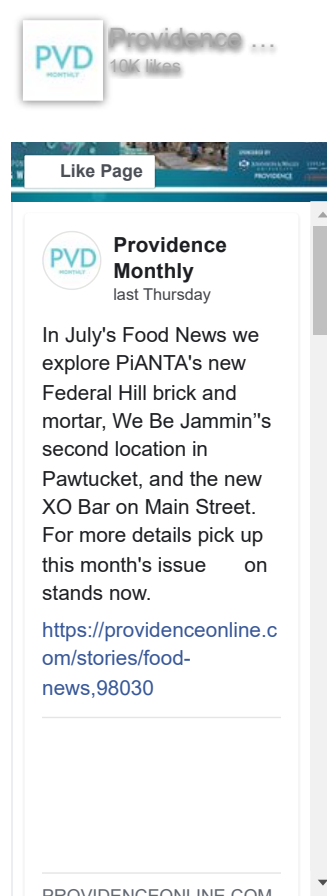 PVD
MONTHLY
Providence ...
10K likes
SPONSORED BY
PROVIDENCE
Like Page
PVD
MONTHLY
Providence
Monthly
last Thursday
In July's Food News we
explore PiANTA's new
Federal Hill brick and
mortar, We Be Jammin''s
second location in
Pawtucket, and the new
XO Bar on Main Street.
For more details pick up
this month's issue on
stands now.
https://providenceonline.c
om/stories/food-
news,98030
PROVIDENCEONLINE.COM